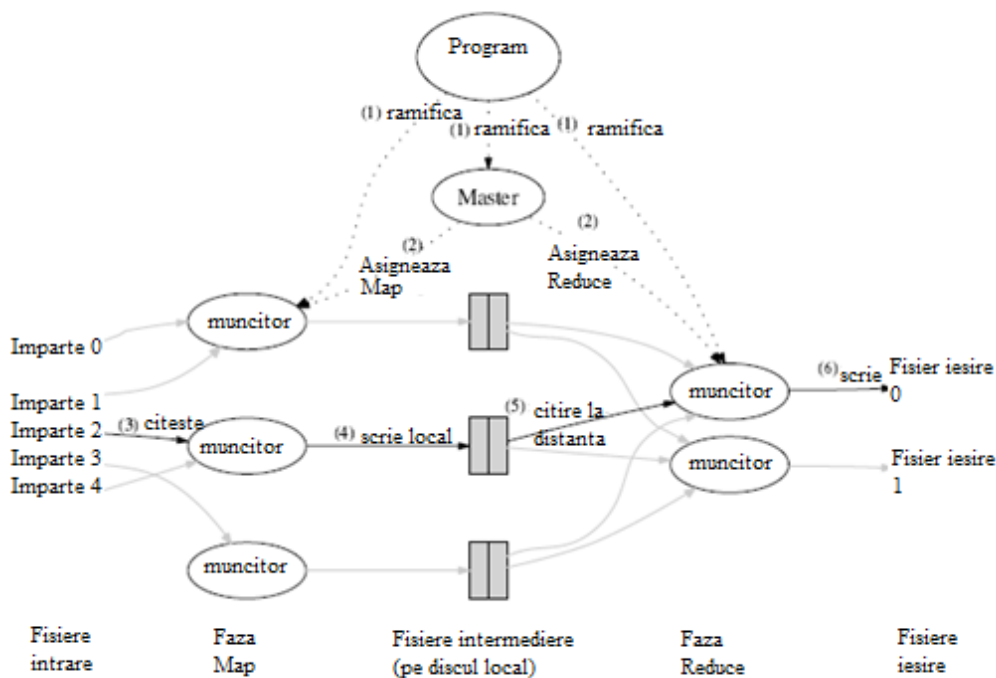 Program
(1) ramifica
(1) ramifica
(1) ramifica
Master
(2)
Asigneaza
Map
(2)
Asigneaza
Reduce
muncitor
Imparte 0
Imparte 1
Imparte 2
Imparte 3
Imparte 4
(3) citeste
muncitor
(4) scrie local
(5) citire la
distanta
muncitor
(6) scrie
Fisier iesire
0
muncitor
Fisier iesire
1
muncitor
Fisiere
intrare
Faza
Map
Fisiere intermediere
(pe discul local)
Faza
Reduce
Fisiere
iesire